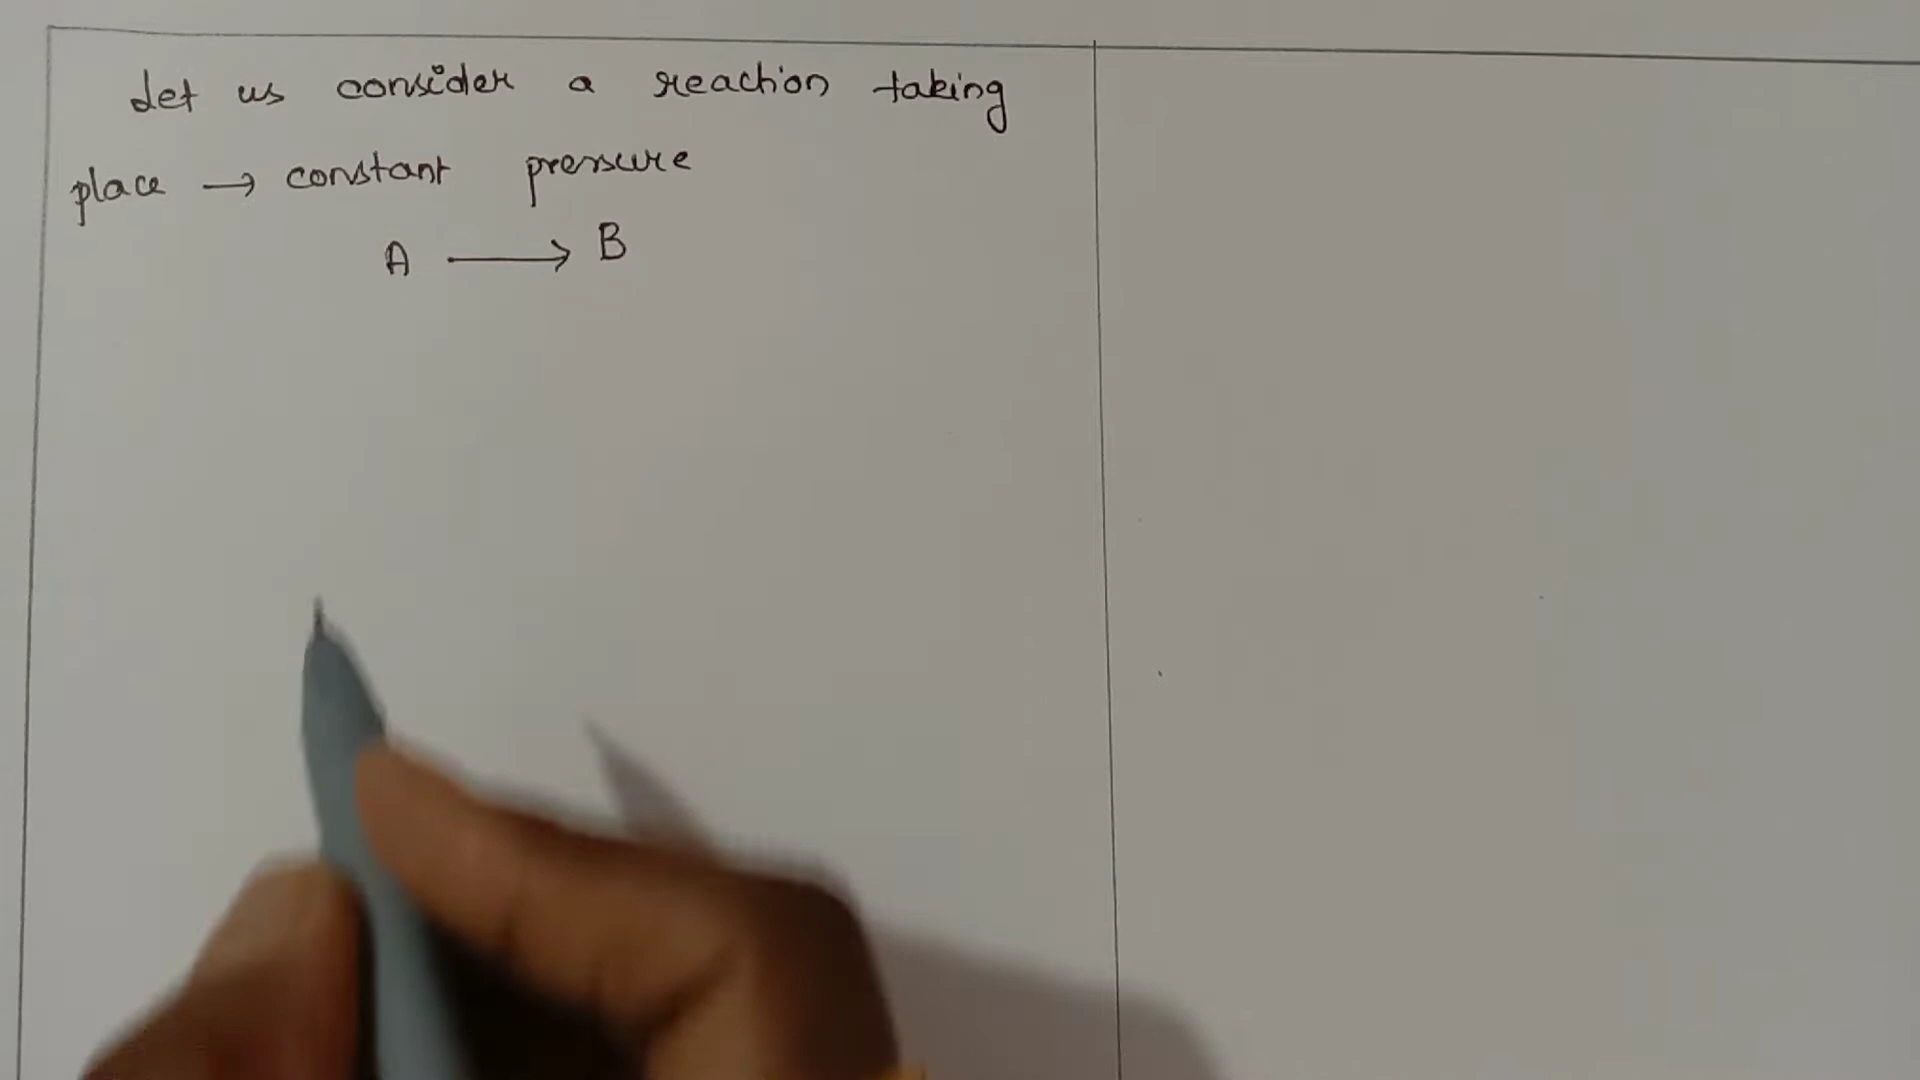 Let us consider a reaction taking
place → constant pressure
A ⟶ B